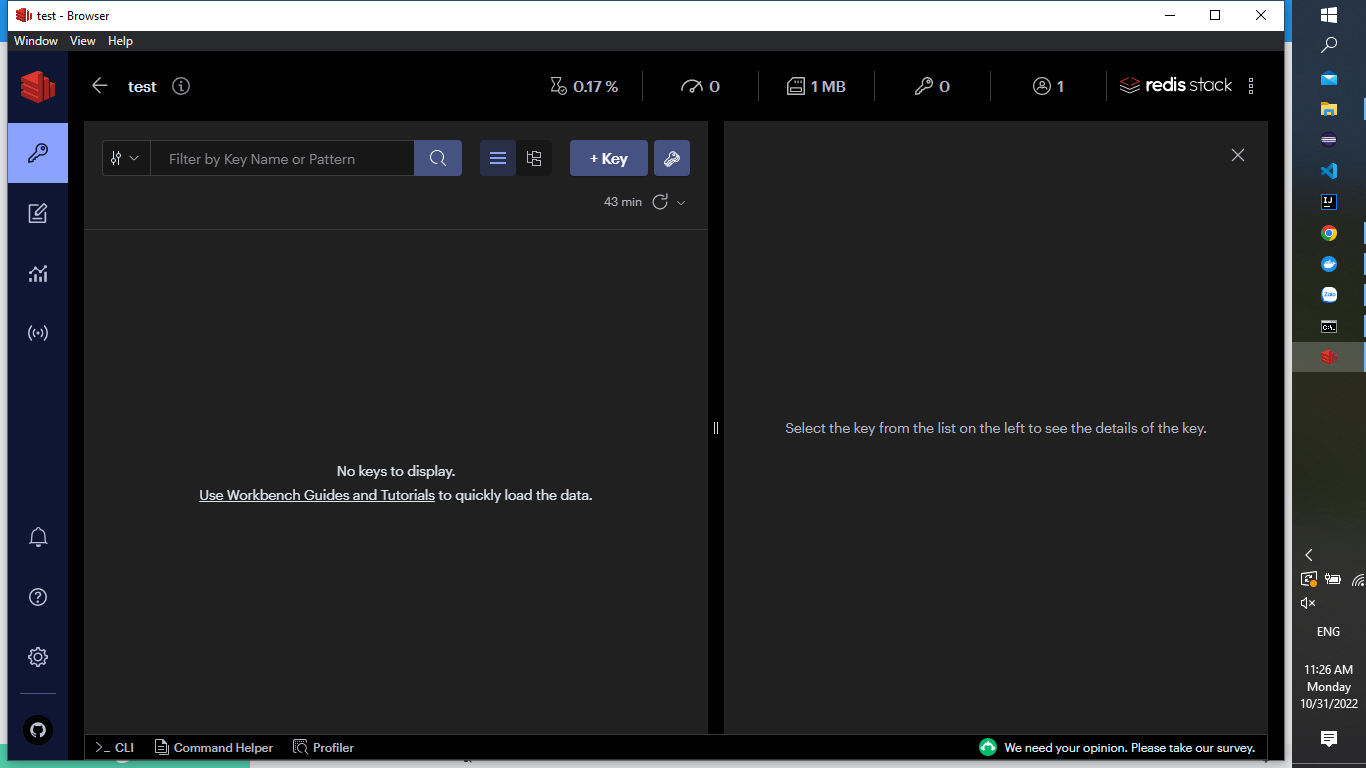 test - Browser
Window View Help
test 0.17 % 0 1 MB 0 1 redis stack
Filter by Key Name or Pattern + Key
43 min
Select the key from the list on the left to see the details of the key.
No keys to display.
Use Workbench Guides and Tutorials to quickly load the data.
CLI Command Helper Profiler We need your opinion. Please take our survey.
IJ
Zalo
C:\.
ENG
11:26 AM
Monday
10/31/2022